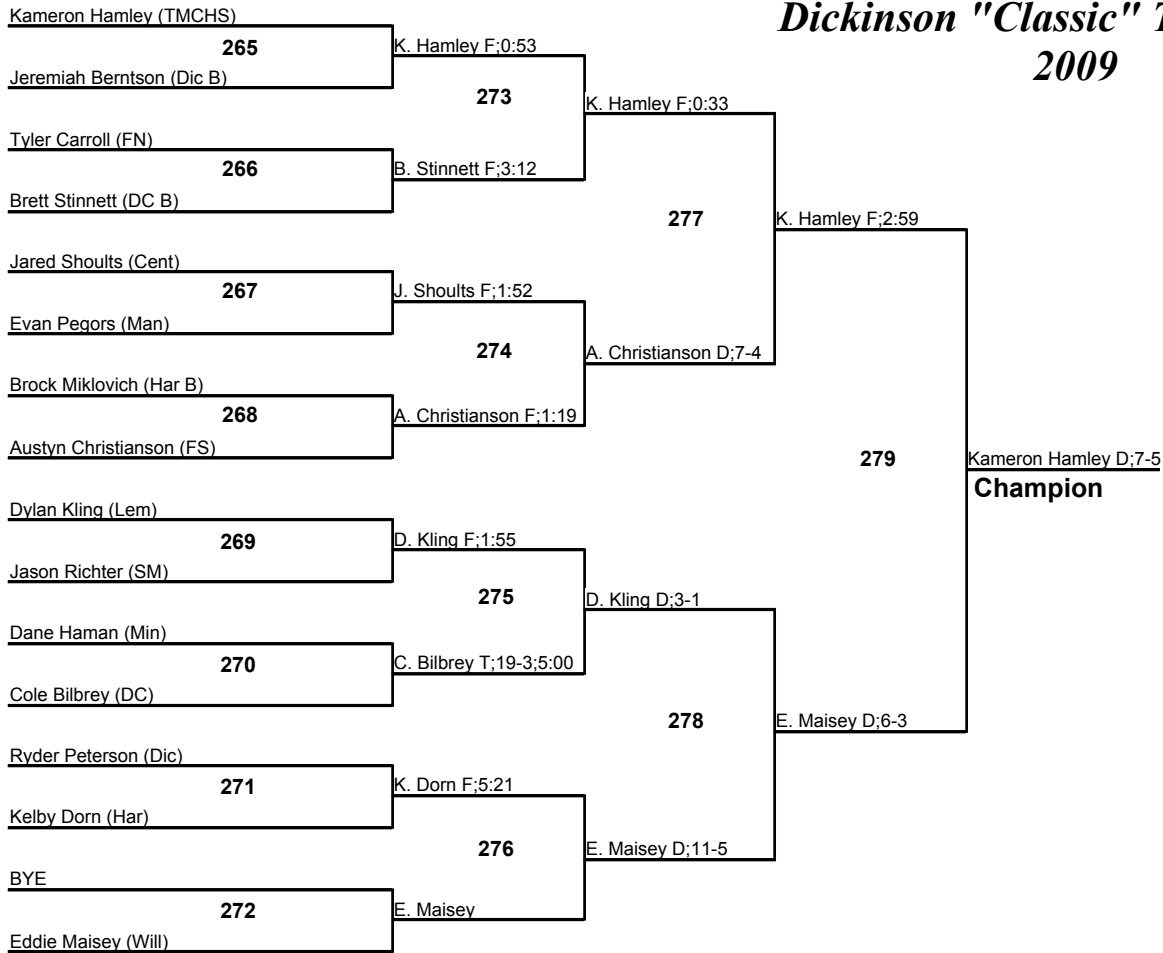 Dickinson "Classic"
2009
Kameron Hamley (TMCHS)
265
Jeremiah Berntson (Dic B)
K. Hamley F;0:53
273
Tyler Carroll (FN)
266
Brett Stinnett (DC B)
B. Stinnett F;3:12
K. Hamley F;0:33
277
Jared Shoults (Cent)
267
Evan Pegors (Man)
J. Shoults F;1:52
274
Brock Miklovich (Har B)
268
Austyn Christianson (FS)
A. Christianson F;1:19
A. Christianson D;7-4
K. Hamley F;2:59
279
Kameron Hamley D;7-5
Champion
Dylan Kling (Lem)
269
Jason Richter (SM)
D. Kling F;1:55
275
Dane Haman (Min)
270
Cole Bilbrey (DC)
C. Bilbrey T;19-3;5:00
D. Kling D;3-1
278
Ryder Peterson (Dic)
271
Kelby Dorn (Har)
K. Dorn F;5:21
276
BYE
272
Eddie Maisey (Will)
E. Maisey
E. Maisey D;11-5
E. Maisey D;6-3